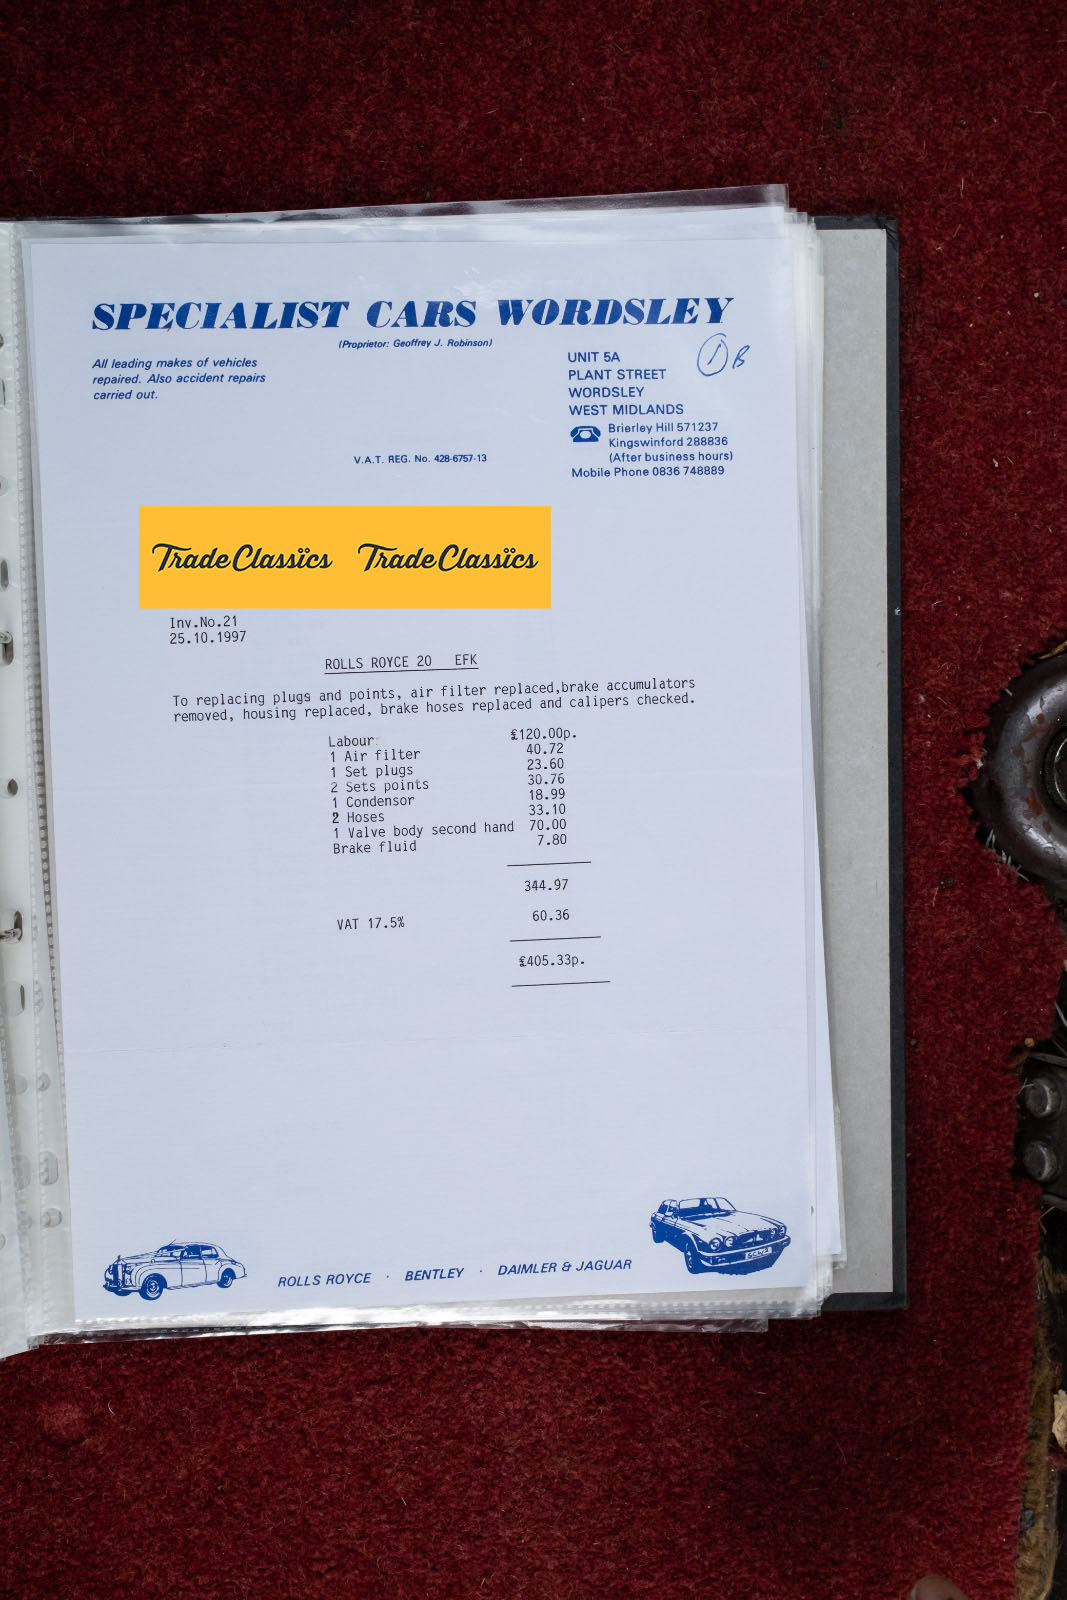 SPECIALIST CARS WORDSLEY
(Proprietor: Geoffrey J. Robinson)
All leading makes of vehicles
repaired. Also accident repairs
carried out.
UNIT 5A
PLANT STREET
WORDSLEY
WEST MIDLANDS
1 B
Brierley Hill 571237
Kingswinford 288836
(After business hours)
Mobile Phone 0836 748889
V.A.T. REG. No. 428-6757-13
TradeClassics TradeClassics
Inv.No.21
25.10.1997
ROLLS ROYCE 20 EFK
To replacing plugs and points, air filter replaced,brake accumulators
removed, housing replaced, brake hoses replaced and calipers checked.
Labour £120.00p.
1 Air filter 40.72
1 Set plugs 23.60
2 Sets points 30.76
1 Condensor 18.99
2 Hoses 33.10
1 Valve body second hand 70.00
Brake fluid 7.80
344.97
VAT 17.5% 60.36
£405.33p.
ROLLS ROYCE · BENTLEY · DAIMLER & JAGUAR